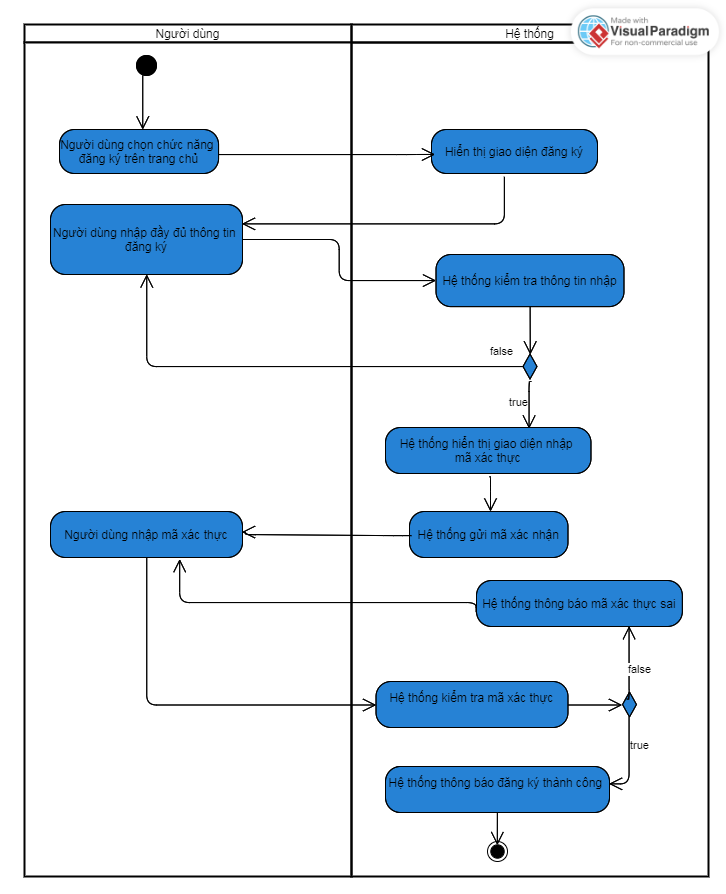 Người dùng
Hệ thống
Made with
VisualParadigm
For non-commercial use
Người dùng chọn chức năng
đăng ký trên trang chủ
Hiển thị giao diện đăng ký
Người dùng nhập đầy đủ thông tin
đăng ký
Hệ thống kiểm tra thông tin nhập
false
true
Hệ thống hiển thị giao diện nhập
mã xác thực
Người dùng nhập mã xác thực
Hệ thống gửi mã xác nhận
Hệ thống thông báo mã xác thực sai
false
Hệ thống kiểm tra mã xác thực
true
Hệ thống thông báo đăng ký thành công